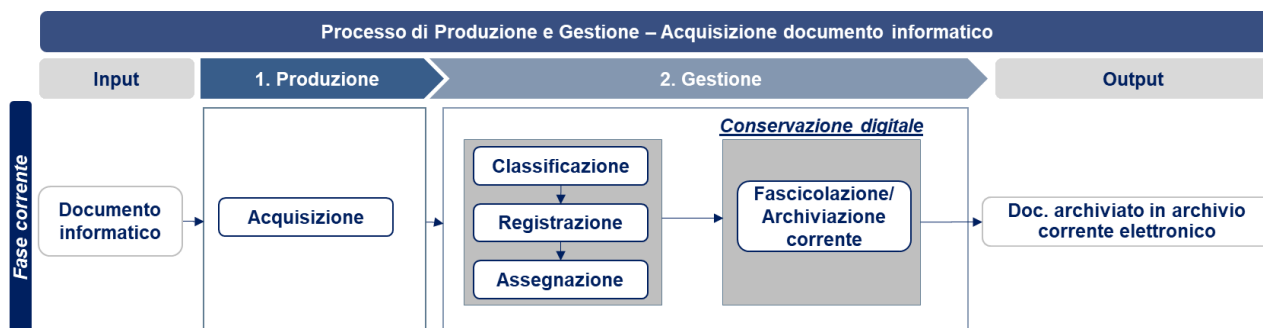 Processo di Produzione e Gestione – Acquisizione documento informatico
Input
1. Produzione
2. Gestione
Output
Fase corrente
Documento
informatico
Acquisizione
Classificazione
Registrazione
Assegnazione
Conservazione digitale
Fascicolazione/
Archiviazione
corrente
Doc. archiviato in archivio
corrente elettronico